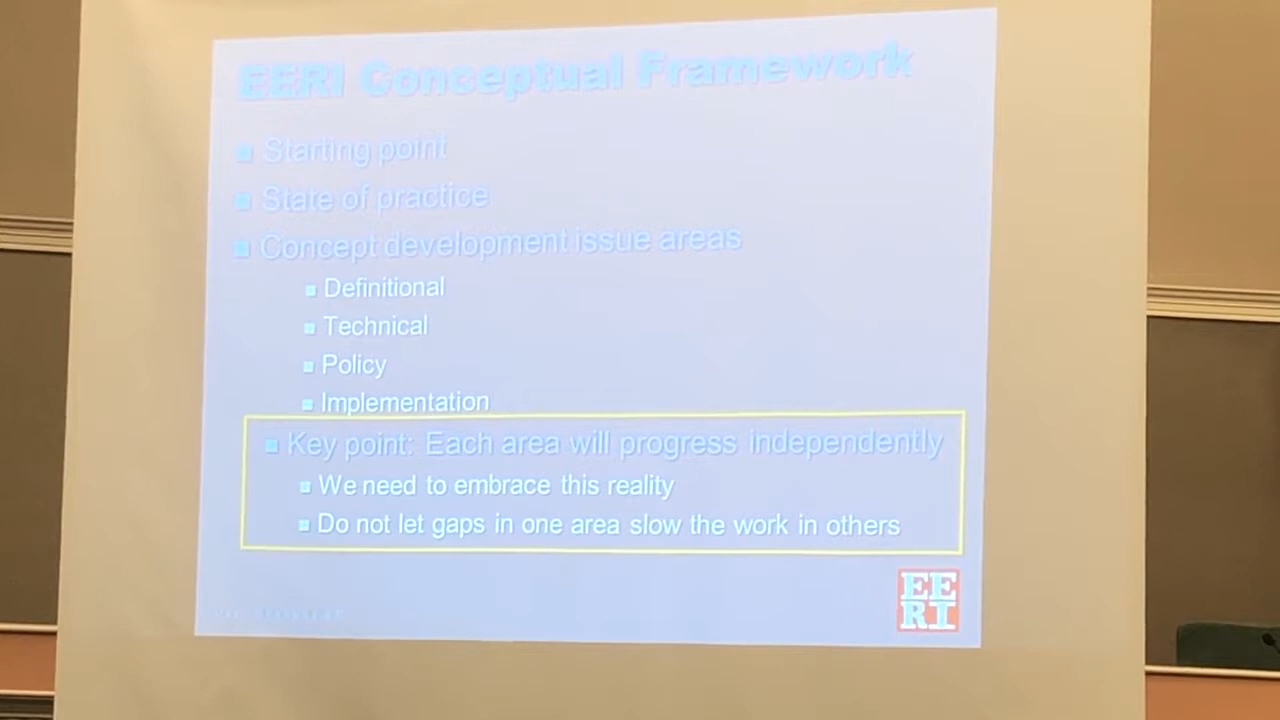 EERI Conceptual Framework
Starting point
State of practice
Concept development issue areas
Definitional
Technical
Policy
Implementation
Key point: Each area will progress independently
We need to embrace this reality
Do not let gaps in one area slow the work in others
EE
RI